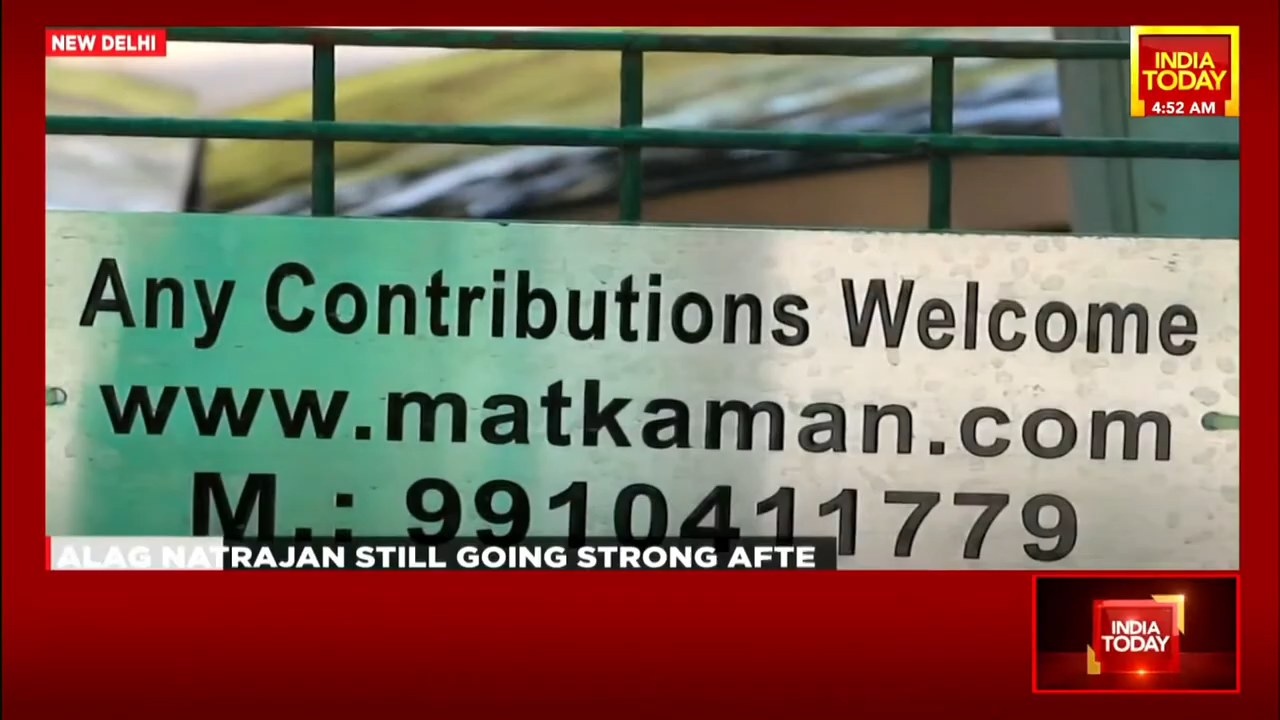 NEW DELHI
INDIA
TODAY
4:52 AM
Any Contributions Welcome
www.matkaman.com
M.: 9910411779
ALAG NATRAJAN STILL GOING STRONG AFTE
INDIA
TODAY